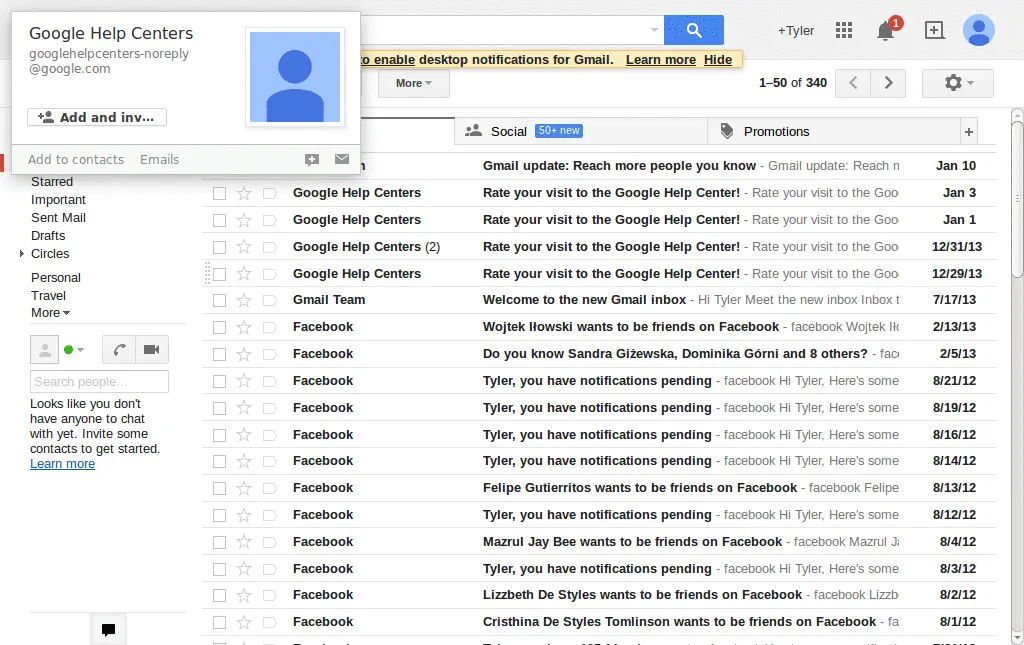 Google Help Centers
googlehelpcenters-noreply
@google.com
Add and inv...
Add to contacts Emails
+Tyler
1
to enable desktop notifications for Gmail. Learn more Hide
More
1–50 of 340
Social 50+ new
Promotions
+
Starred
Important
Sent Mail
Drafts
Circles
Personal
Travel
More
Search people...
Looks like you don't
have anyone to chat
with yet. Invite some
contacts to get started.
Learn more
Gmail update: Reach more people you know - Gmail update: Reach m Jan 10
Google Help Centers Rate your visit to the Google Help Center! - Rate your visit to the Goo Jan 3
Google Help Centers Rate your visit to the Google Help Center! - Rate your visit to the Goo Jan 1
Google Help Centers (2) Rate your visit to the Google Help Center! - Rate your visit to the Goo 12/31/13
Google Help Centers Rate your visit to the Google Help Center! - Rate your visit to the Goo 12/29/13
Gmail Team Welcome to the new Gmail inbox - Hi Tyler Meet the new inbox Inbox t 7/17/13
Facebook Wojtek Iłowski wants to be friends on Facebook - facebook Wojtek Iło 2/13/13
Facebook Do you know Sandra Giżewska, Dominika Górni and 8 others? - fac 2/5/13
Facebook Tyler, you have notifications pending - facebook Hi Tyler, Here's some 8/21/12
Facebook Tyler, you have notifications pending - facebook Hi Tyler, Here's some 8/19/12
Facebook Tyler, you have notifications pending - facebook Hi Tyler, Here's some 8/16/12
Facebook Tyler, you have notifications pending - facebook Hi Tyler, Here's some 8/14/12
Facebook Felipe Gutierritos wants to be friends on Facebook - facebook Felipe 8/13/12
Facebook Tyler, you have notifications pending - facebook Hi Tyler, Here's some 8/12/12
Facebook Mazrul Jay Bee wants to be friends on Facebook - facebook Mazrul Ja 8/4/12
Facebook Tyler, you have notifications pending - facebook Hi Tyler, Here's some 8/3/12
Facebook Lizzbeth De Styles wants to be friends on Facebook - facebook Lizzb 8/2/12
Facebook Cristhina De Styles Tomlinson wants to be friends on Facebook - fa 8/1/12